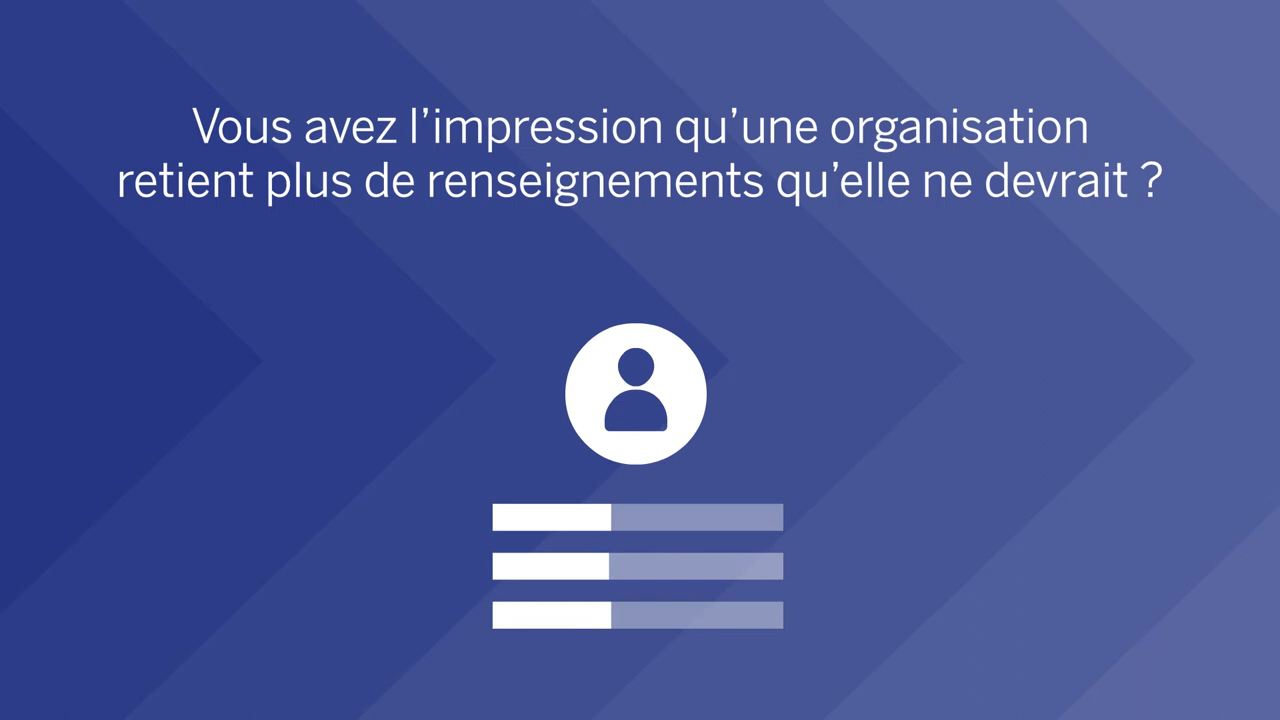 Vous avez l’impression qu’une organisation
retient plus de renseignements qu’elle ne devrait ?